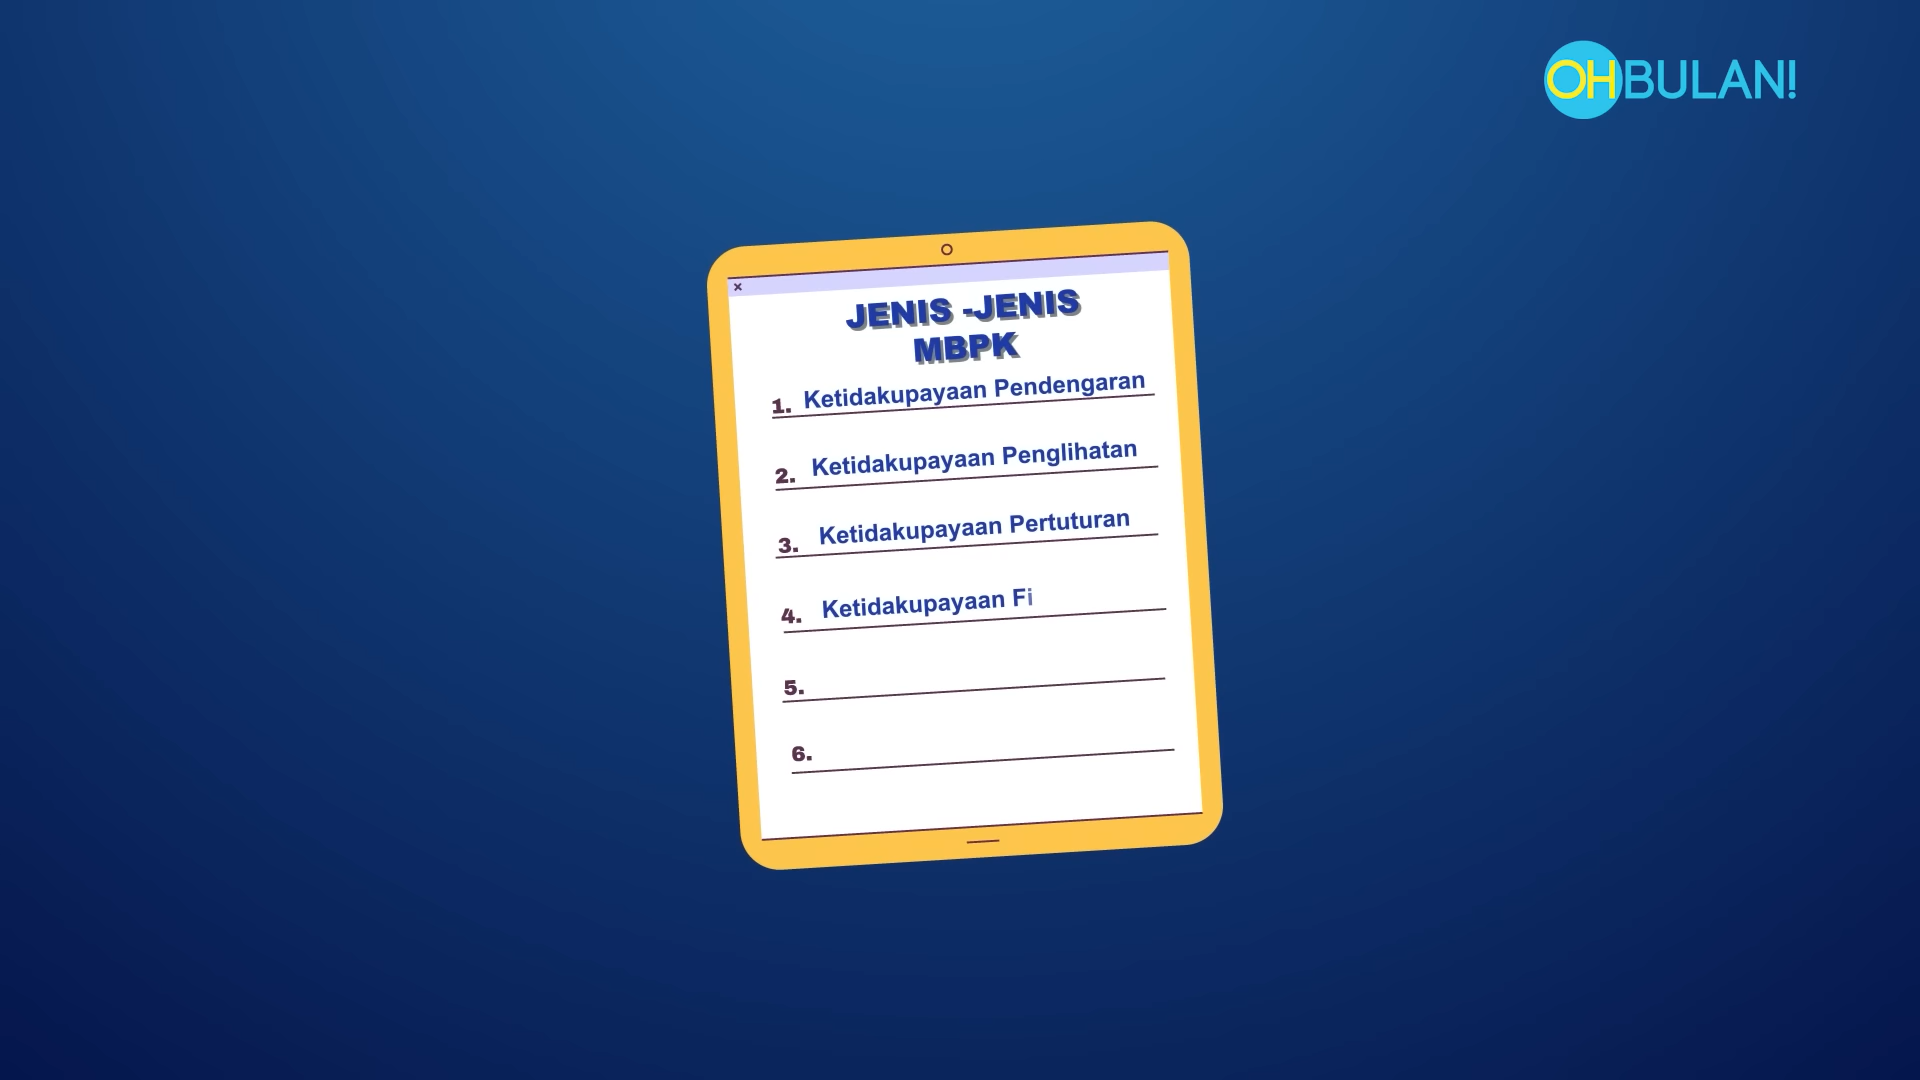 OHBULAN!
×
JENIS -JENIS
MBPK
1. Ketidakupayaan Pendengaran
2. Ketidakupayaan Penglihatan
3. Ketidakupayaan Pertuturan
4. Ketidakupayaan Fi
5.
6.